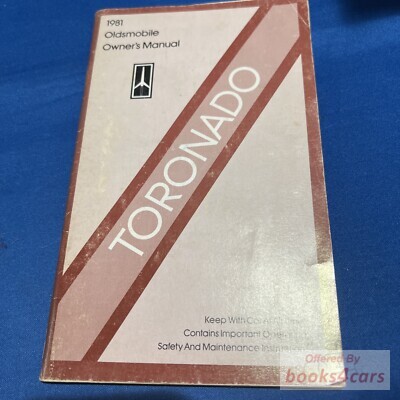 1981
Oldsmobile
Owner's Manual
TORONADO
Keep With
Contains Important
Safety And Maintenance
Offered By
books4cars